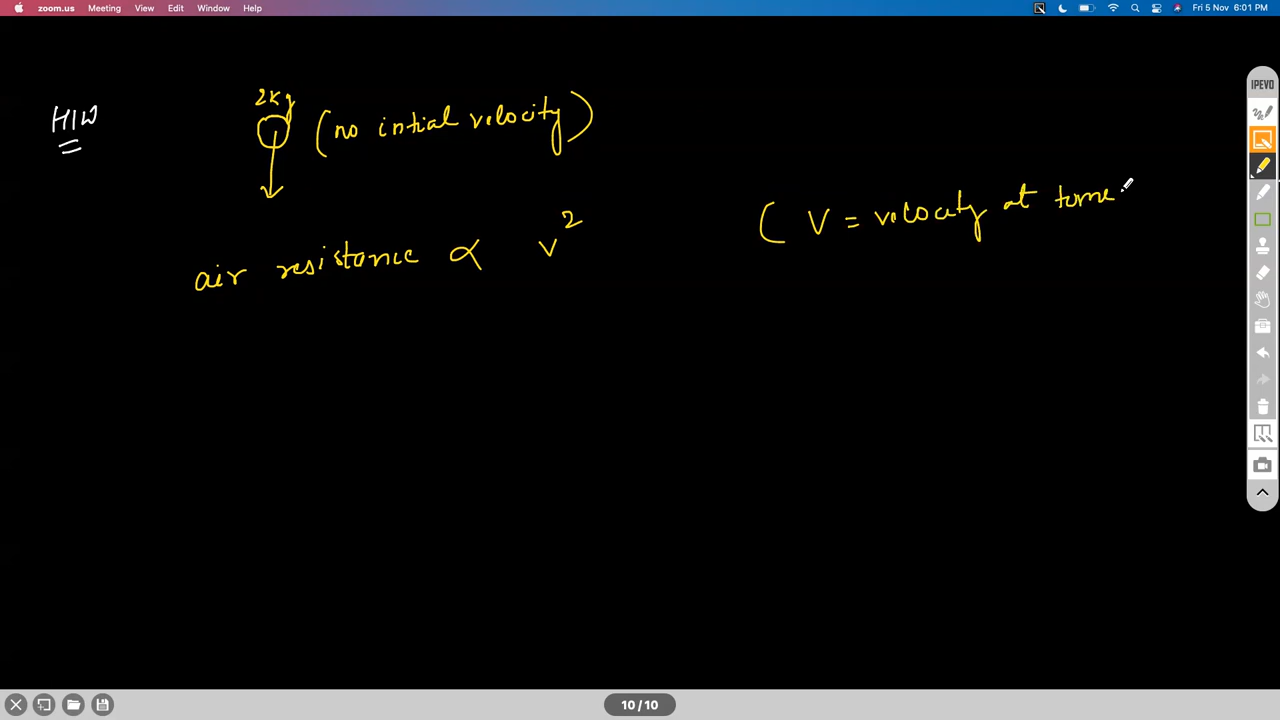 zoom.us Meeting View Window Help Fri 5 Nov 6:01 PM
IPEVO
H/W
2Kg
(no intial velocity)
( V = velocity at time
air resistance ∝ v²
10/10